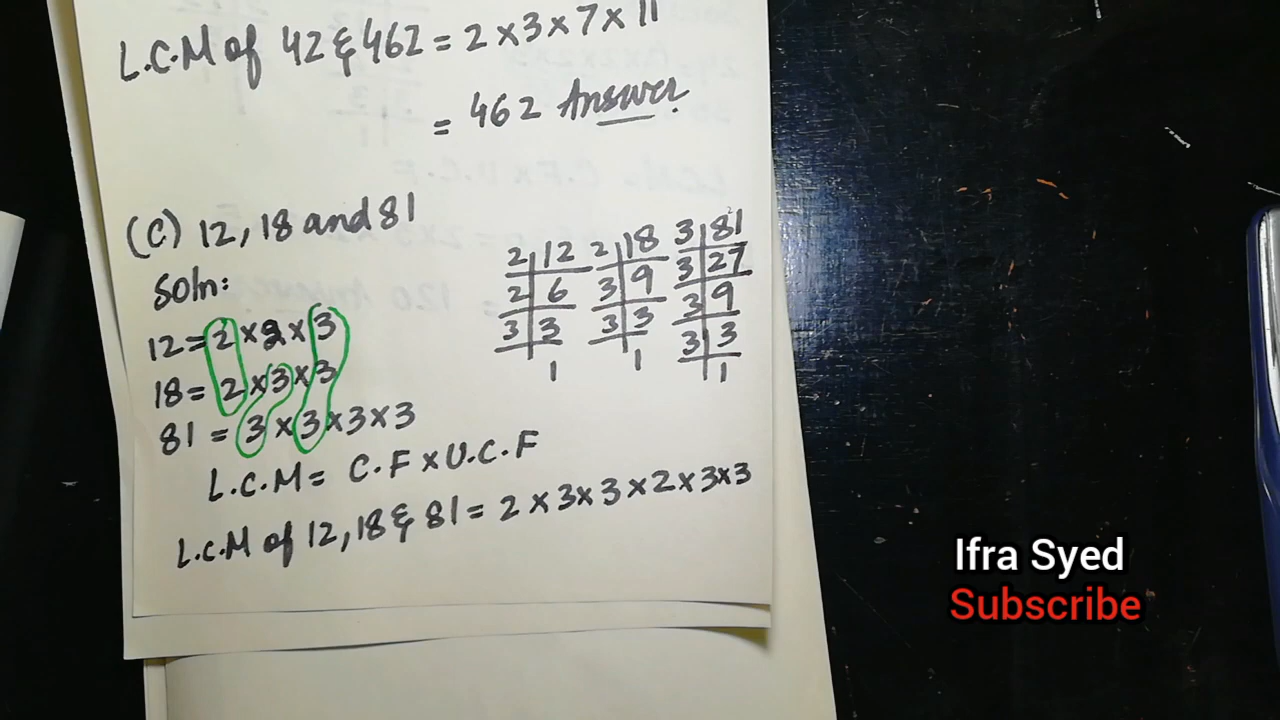 L.C.M of 42 & 462 = 2 × 3 × 7 × 11
= 462 Answer
(C) 12, 18 and 81
Soln:
12 = 2 × 2 × 3
18 = 2 × 3 × 3
81 = 3 × 3 × 3 × 3
L.C.M = C.F × U.C.F
L.C.M of 12, 18 & 81 = 2 × 3 × 3 × 2 × 3 × 3
2 | 12
2 | 6
3 | 3
1
2 | 18
3 | 9
3 | 3
1
3 | 81
3 | 27
3 | 9
3 | 3
1
Ifra Syed
Subscribe